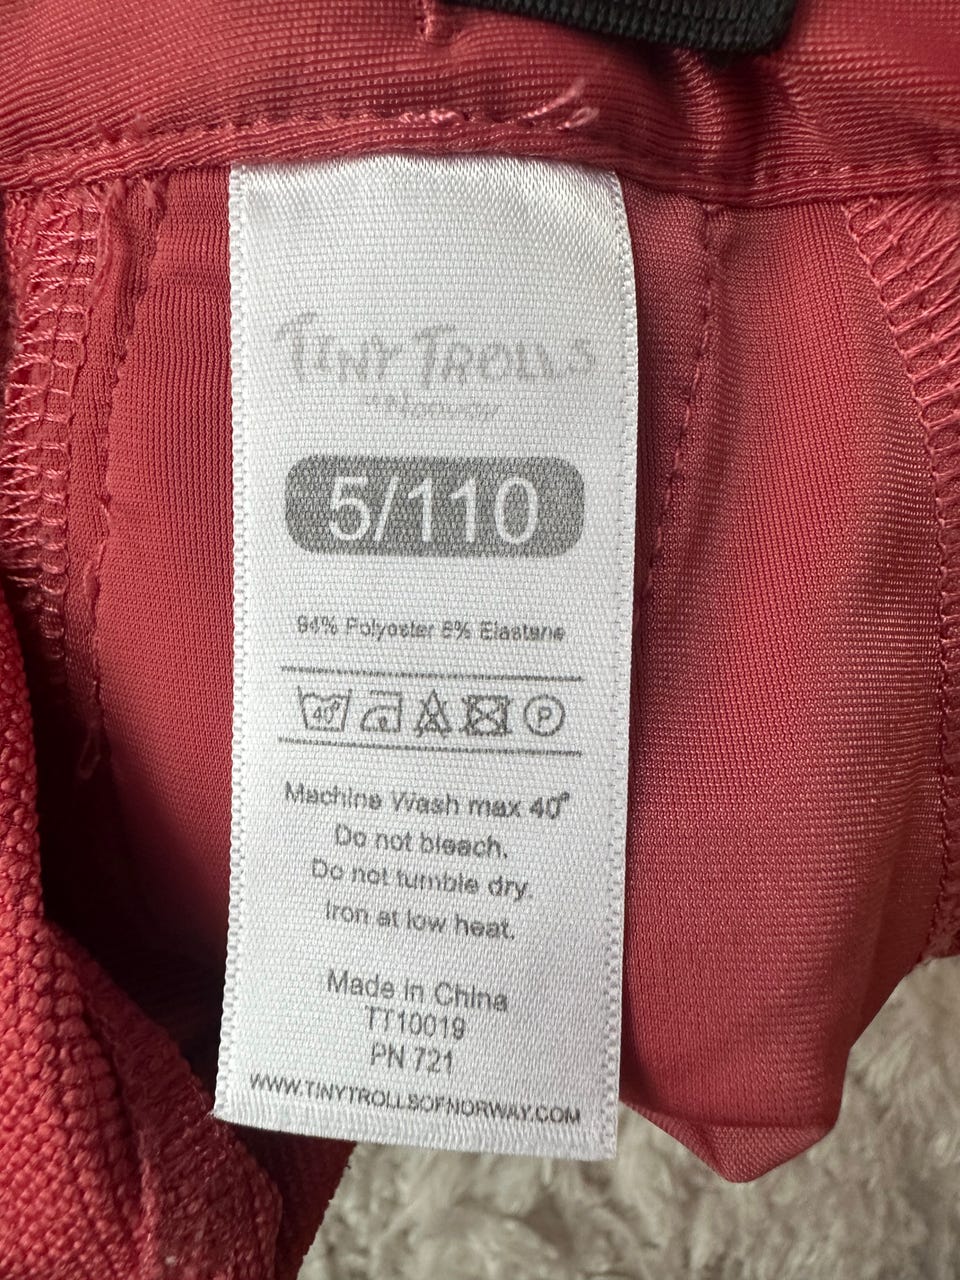 TINY TROLLS
of NORWAY
5/110
94% Polyester 6% Elastane
40°
P
Machine Wash max 40°
Do not bleach.
Do not tumble dry.
Iron at low heat.
Made in China
TT10019
PN 721
WWW.TINYTROLLSOFNORWAY.COM